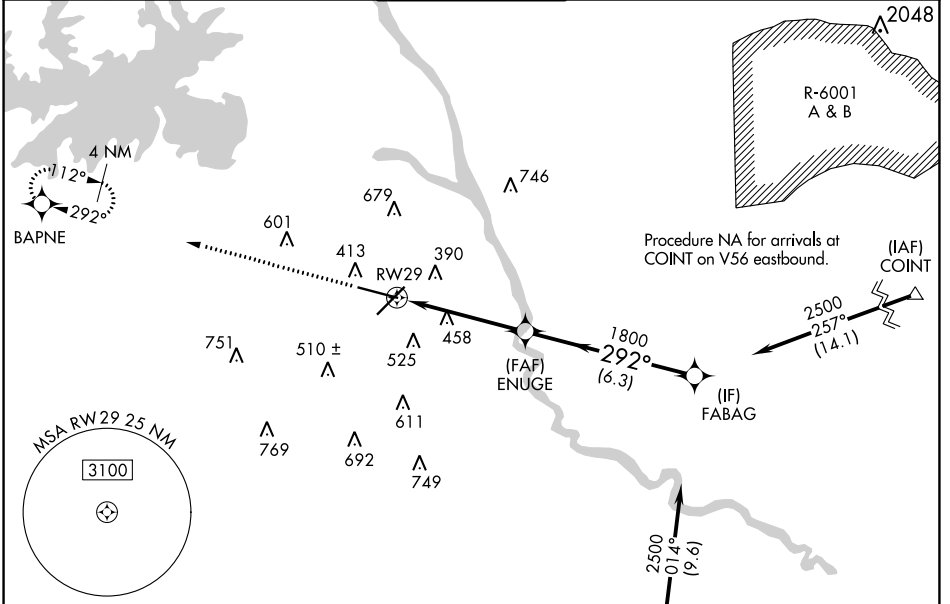 2048
R-6001
A & B
4 NM
112°
292°
BAPNE
746
679
601
413
390
RW29
Procedure NA for arrivals at
COINT on V56 eastbound.
(IAF)
COINT
2500
257°
(14.1)
458
525
751
510 ±
(FAF)
ENUGE
1800
292°
(6.3)
(IF)
FABAG
611
769
692
749
MSA RW29 25 NM
3100
2500
014°
(9.6)